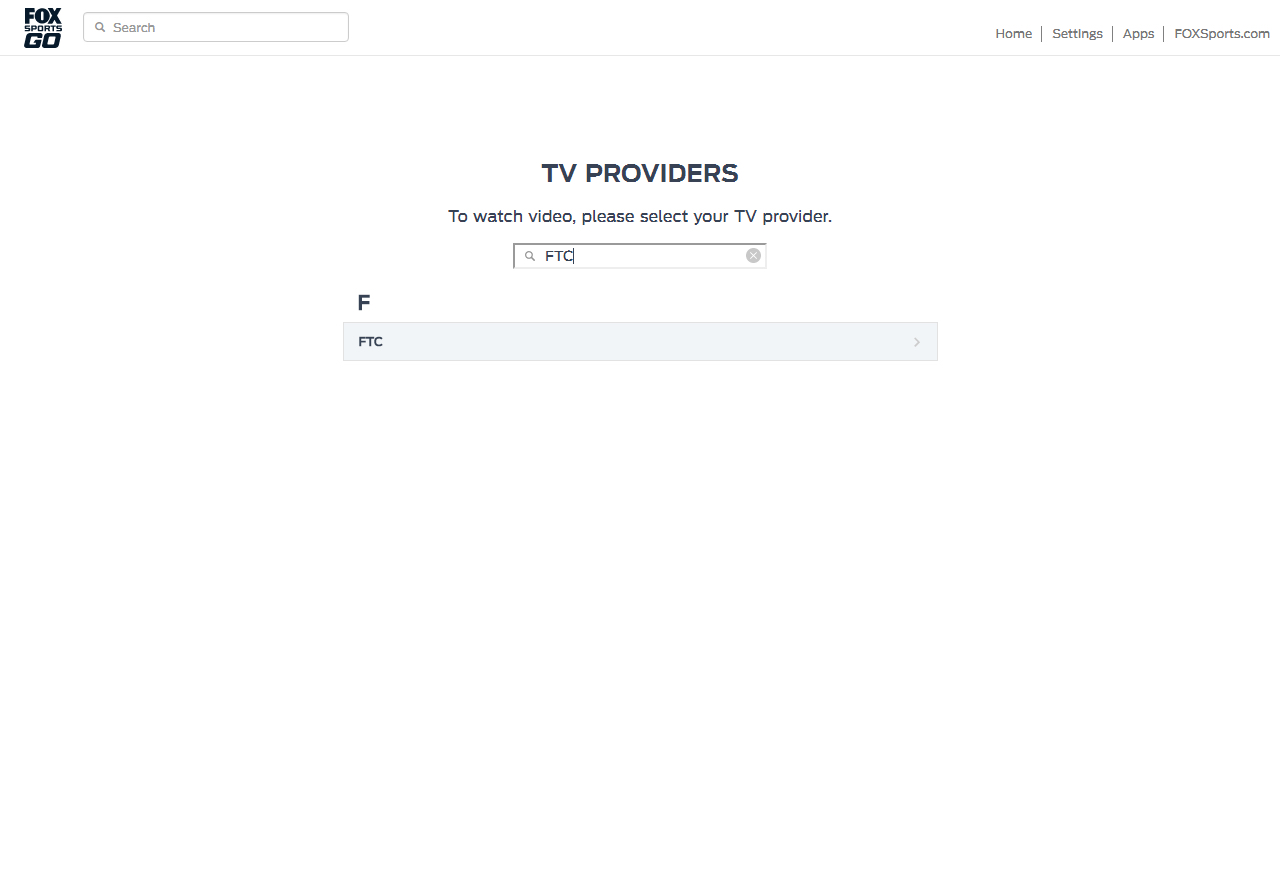 FOX
SPORTS
GO
Search
Home
Settings
Apps
FOXSports.com
TV PROVIDERS
To watch video, please select your TV provider.
FTC
F
FTC